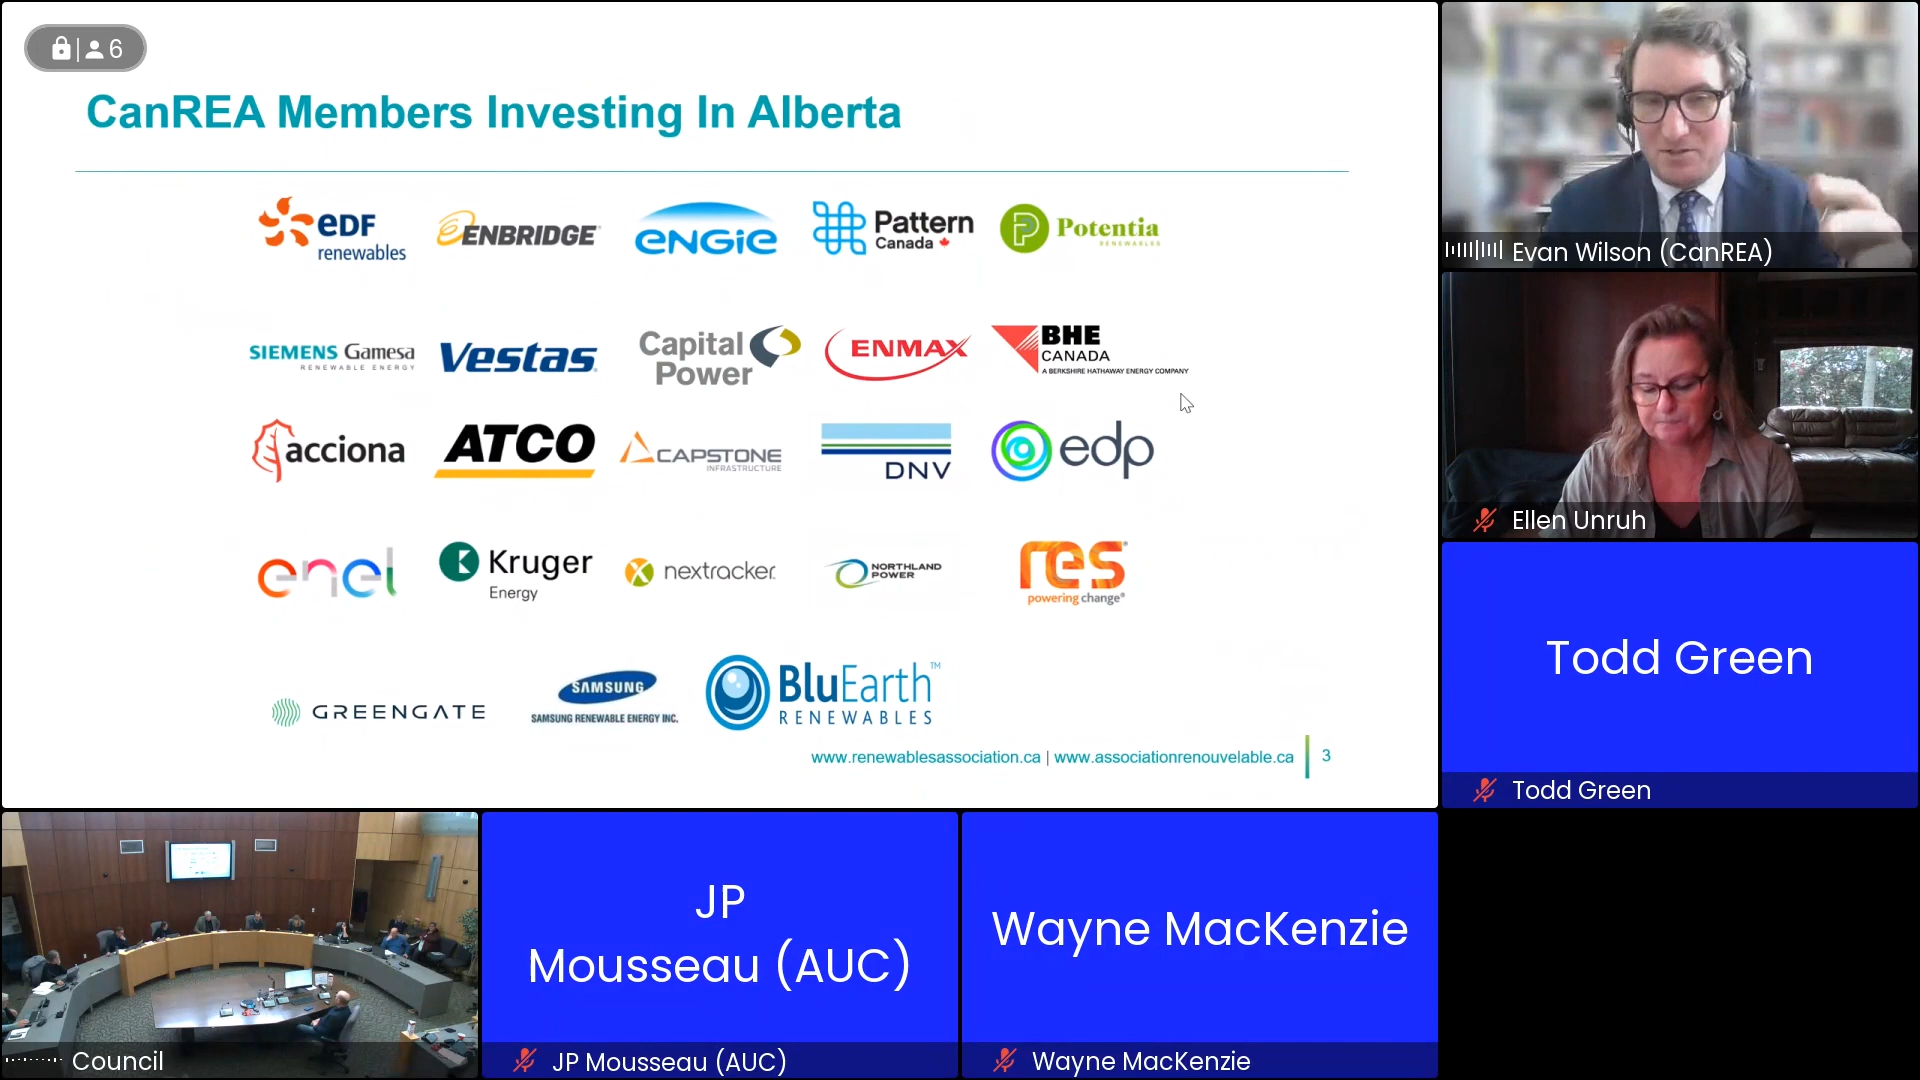 6
CanREA Members Investing In Alberta
eDF
renewables
ENBRIDGE
ENGIE
Pattern
Canada
Potentia
RENEWABLES
SIEMENS Gamesa
RENEWABLE ENERGY
Vestas
Capital
Power
ENMAX
BHE
CANADA
A BERKSHIRE HATHAWAY ENERGY COMPANY
acciona
ATCO
CAPSTONE
INFRASTRUCTURE
DNV
edp
enel
Kruger
Energy
nextracker
NORTHLAND
POWER
res
powering change®
GREENGATE
SAMSUNG
SAMSUNG RENEWABLE ENERGY INC.
BluEarth™
RENEWABLES
www.renewablesassociation.ca | www.associationrenouvelable.ca
3
Evan Wilson (CanREA)
Ellen Unruh
Todd Green
Todd Green
Council
JP
Mousseau (AUC)
JP Mousseau (AUC)
Wayne MacKenzie
Wayne MacKenzie